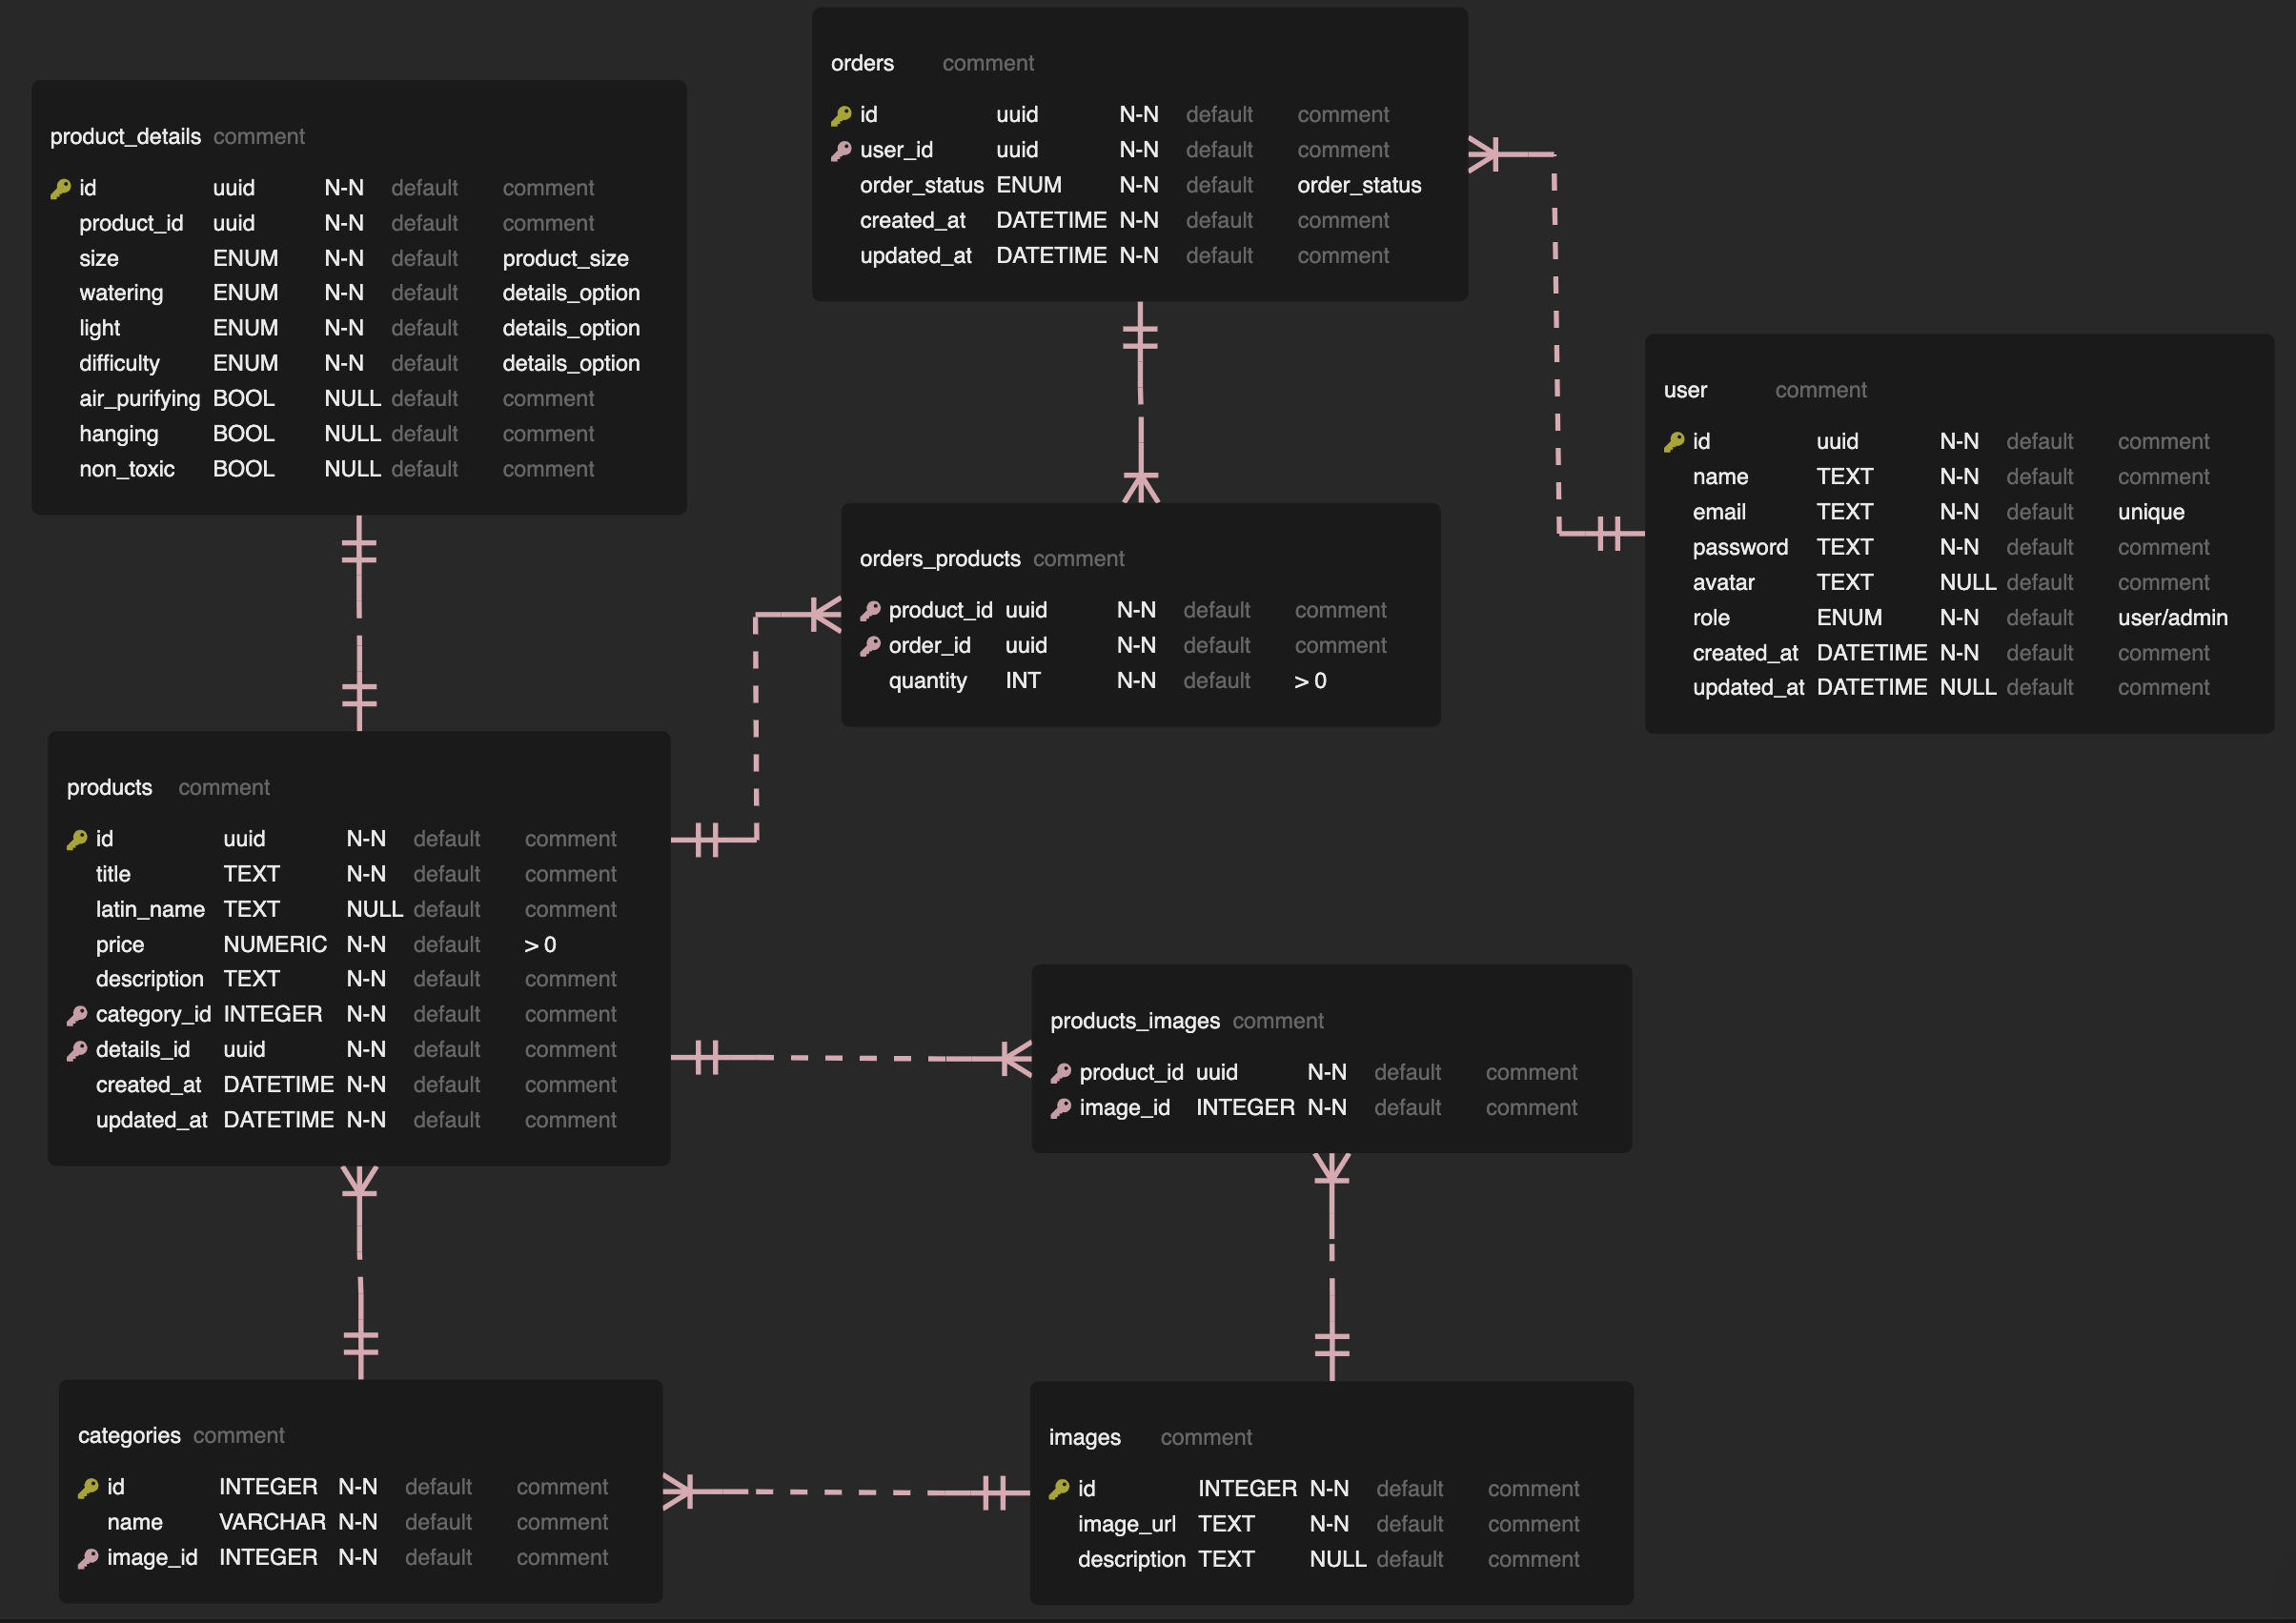 orders comment
id uuid N-N default comment
user_id uuid N-N default comment
order_status ENUM N-N default order_status
created_at DATETIME N-N default comment
updated_at DATETIME N-N default comment
product_details comment
id uuid N-N default comment
product_id uuid N-N default comment
size ENUM N-N default product_size
watering ENUM N-N default details_option
light ENUM N-N default details_option
difficulty ENUM N-N default details_option
air_purifying BOOL NULL default comment
hanging BOOL NULL default comment
non_toxic BOOL NULL default comment
user comment
id uuid N-N default comment
name TEXT N-N default comment
email TEXT N-N default unique
password TEXT N-N default comment
avatar TEXT NULL default comment
role ENUM N-N default user/admin
created_at DATETIME N-N default comment
updated_at DATETIME NULL default comment
orders_products comment
product_id uuid N-N default comment
order_id uuid N-N default comment
quantity INT N-N default > 0
products comment
id uuid N-N default comment
title TEXT N-N default comment
latin_name TEXT NULL default comment
price NUMERIC N-N default > 0
description TEXT N-N default comment
category_id INTEGER N-N default comment
details_id uuid N-N default comment
created_at DATETIME N-N default comment
updated_at DATETIME N-N default comment
products_images comment
product_id uuid N-N default comment
image_id INTEGER N-N default comment
categories comment
id INTEGER N-N default comment
name VARCHAR N-N default comment
image_id INTEGER N-N default comment
images comment
id INTEGER N-N default comment
image_url TEXT N-N default comment
description TEXT NULL default comment